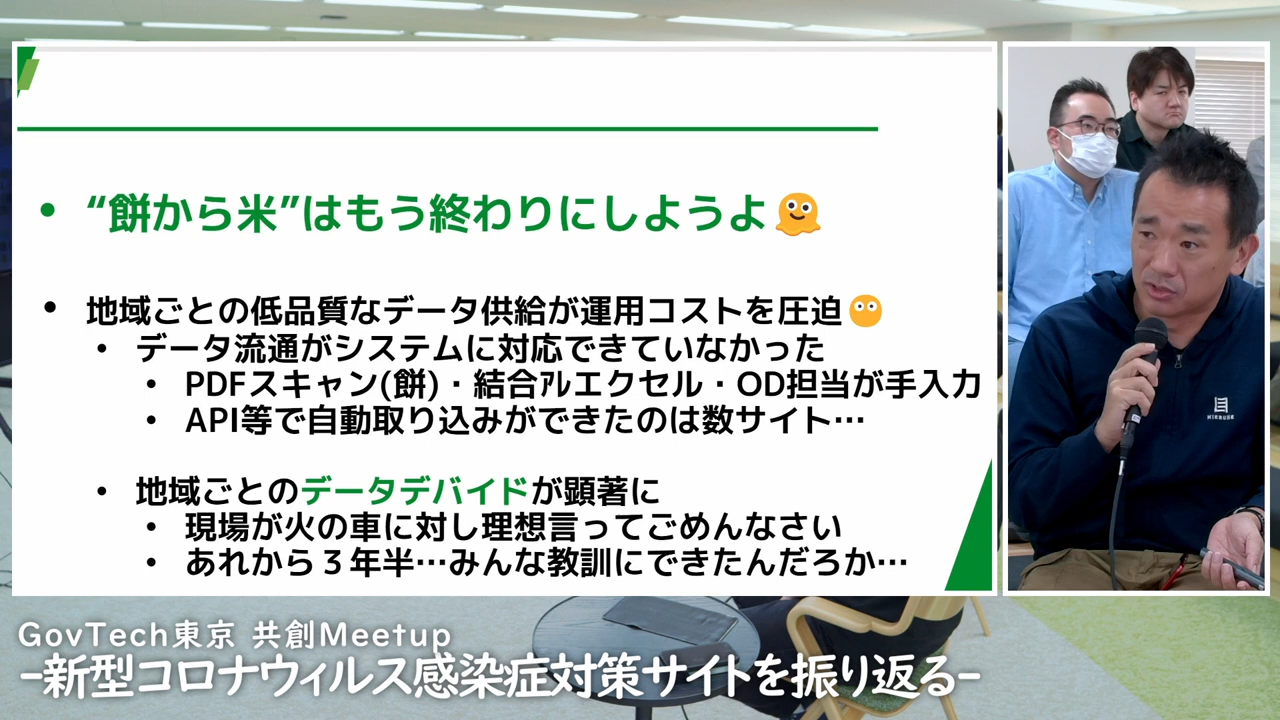 “餅から米”はもう終わりにしようよ🫠
地域ごとの低品質なデータ供給が運用コストを圧迫😶
データ流通がシステムに対応できていなかった
PDFスキャン(餅)・結合ｱﾙエクセル・OD担当が手入力
API等で自動取り込みができたのは数サイト…
地域ごとのデータデバイドが顕著に
現場が火の車に対し理想言ってごめんなさい
あれから３年半…みんな教訓にできたんだろか…
GovTech東京 共創Meetup
-新型コロナウィルス感染症対策サイトを振り返る-